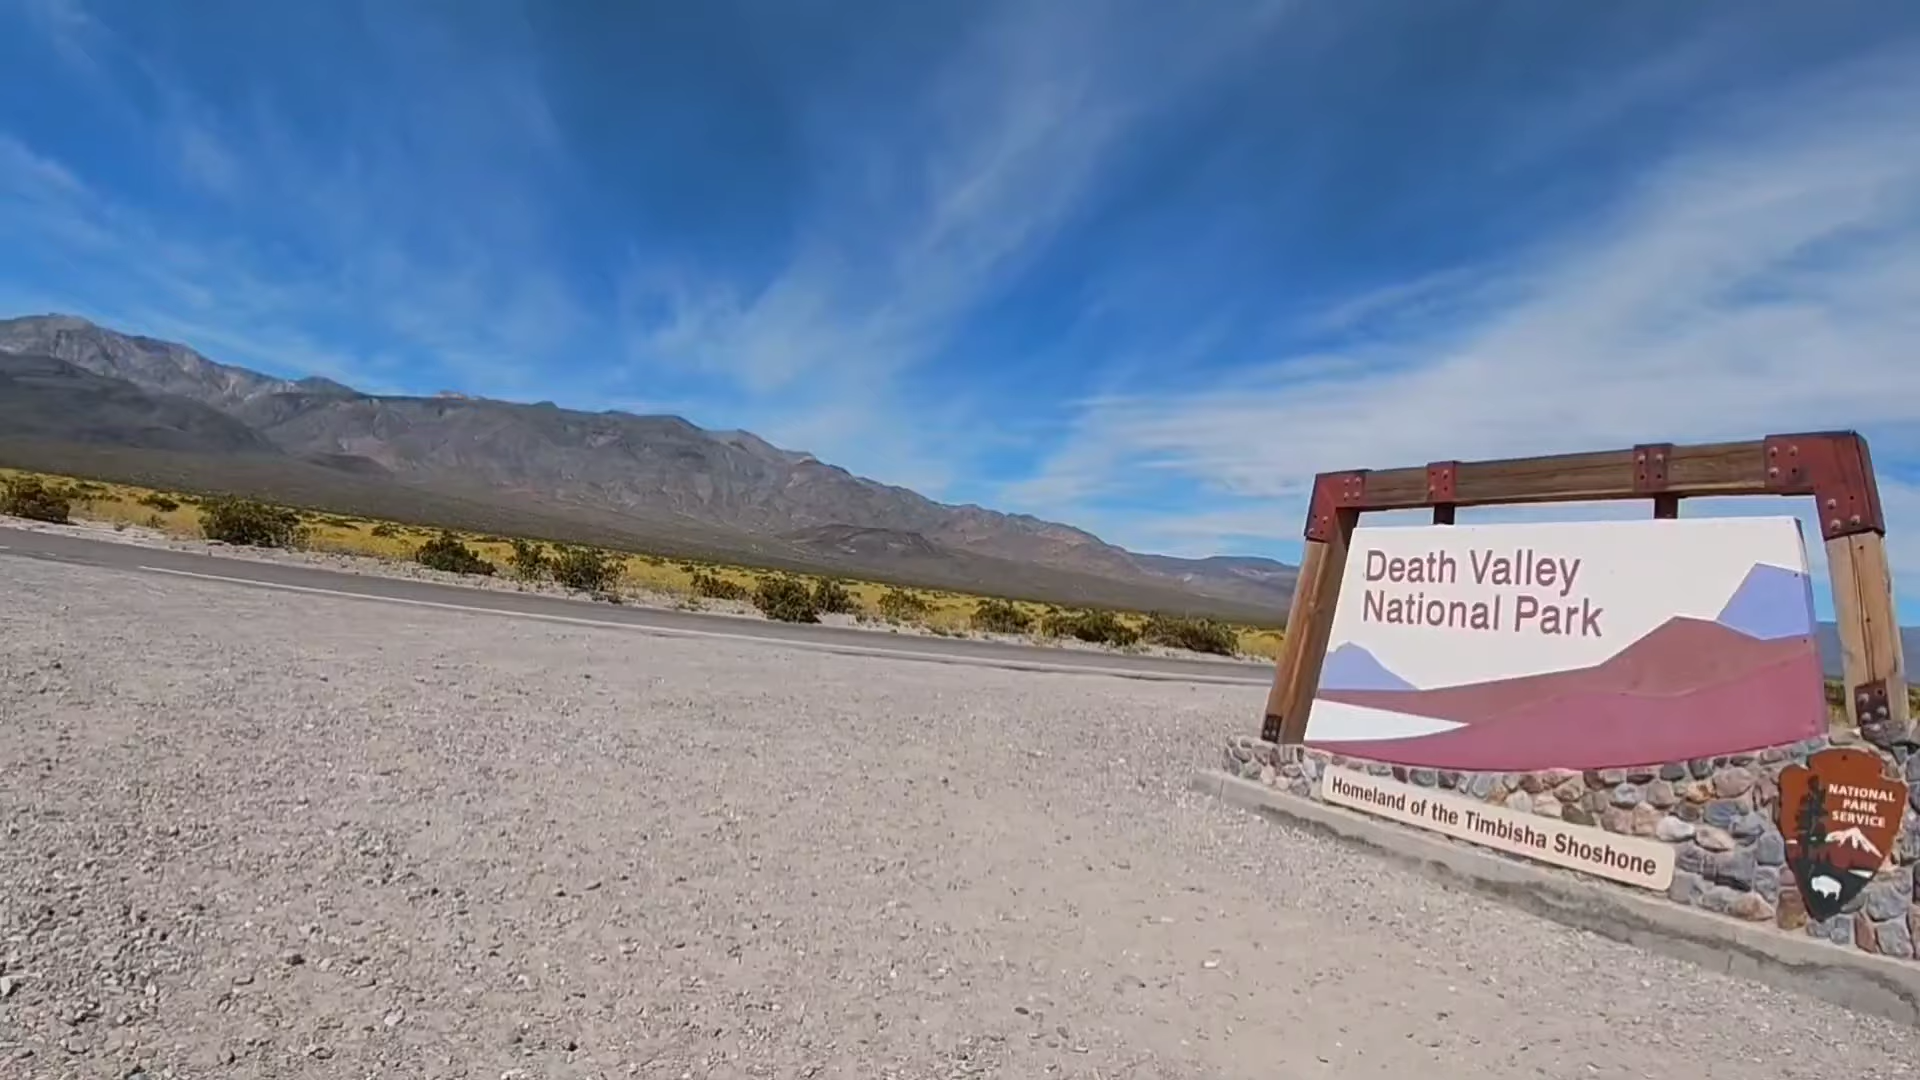 Death Valley
National Park
Homeland of the Timbisha Shoshone
NATIONAL
PARK
SERVICE